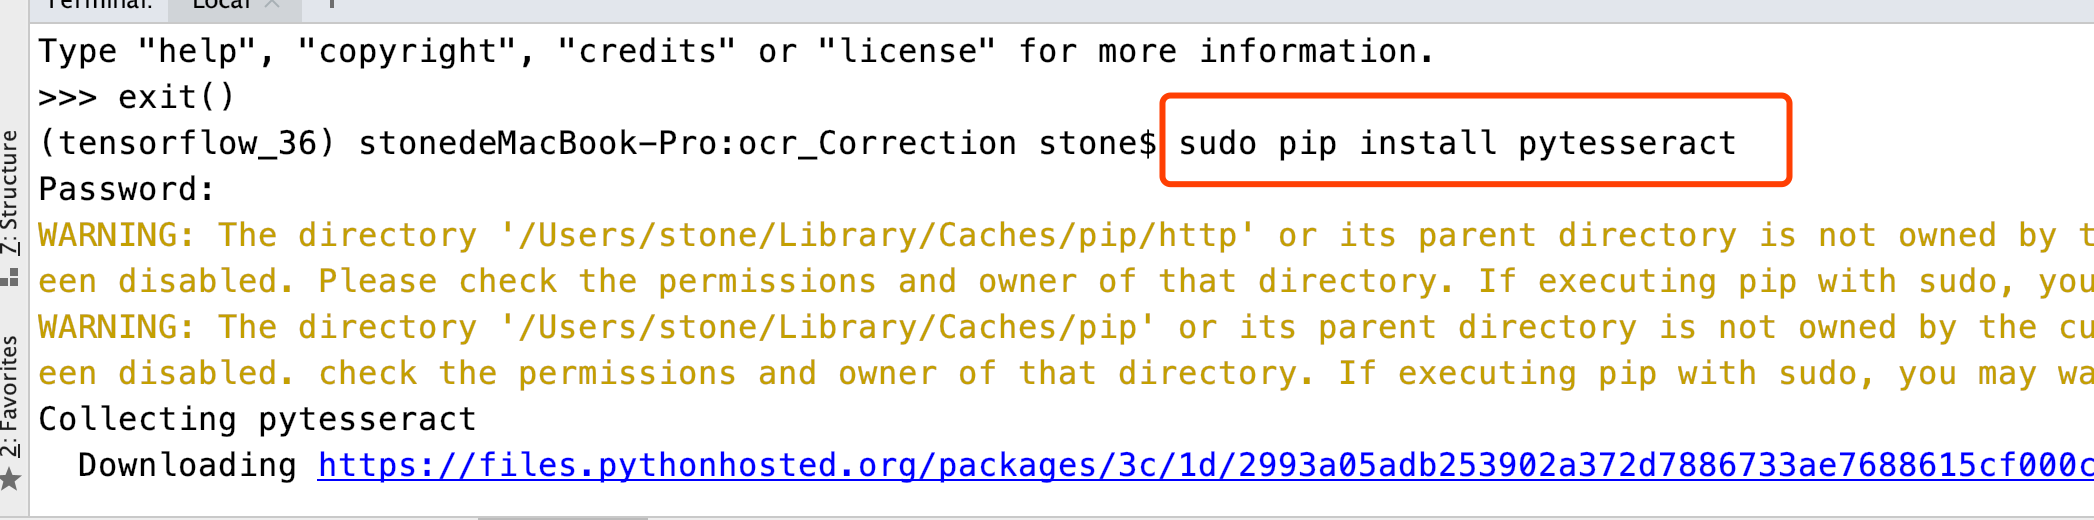 Terminal: Local
Type "help", "copyright", "credits" or "license" for more information.
>>> exit()
(tensorflow_36) stonedeMacBook-Pro:ocr_Correction stone$ sudo pip install pytesseract
Password:
WARNING: The directory '/Users/stone/Library/Caches/pip/http' or its parent directory is not owned by t
een disabled. Please check the permissions and owner of that directory. If executing pip with sudo, you
WARNING: The directory '/Users/stone/Library/Caches/pip' or its parent directory is not owned by the cu
een disabled. check the permissions and owner of that directory. If executing pip with sudo, you may wa
Collecting pytesseract
Downloading https://files.pythonhosted.org/packages/3c/1d/2993a05adb253902a372d7886733ae7688615cf000c
7: Structure
2: Favorites